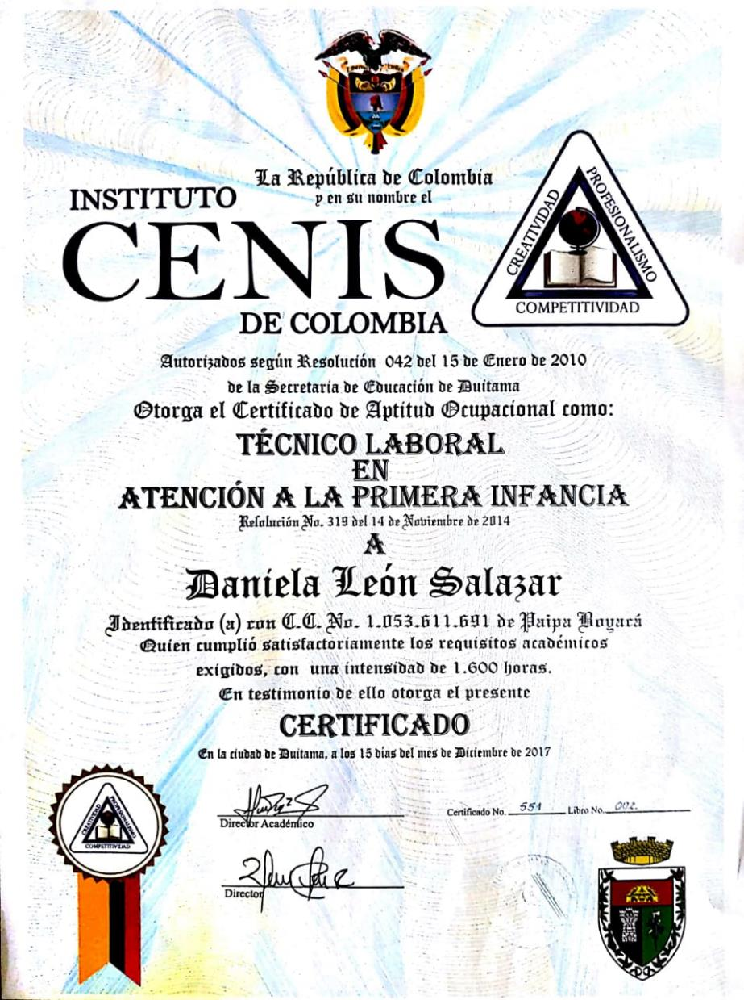 La República de Colombia
y en su nombre el
INSTITUTO
CENIS
DE COLOMBIA
CREATIVIDAD
PROFESIONALISMO
COMPETITIVIDAD
Autorizados según Resolución 042 del 15 de Enero de 2010
de la Secretaria de Educación de Duitama
Otorga el Certificado de Aptitud Ocupacional como:
TÉCNICO LABORAL
EN
ATENCIÓN A LA PRIMERA INFANCIA
Resolución No. 319 del 14 de Noviembre de 2014
A
Daniela León Salazar
Identificado (a) con C.C. No. 1.053.611.691 de Paipa Boyacá
Quien cumplió satisfactoriamente los requisitos académicos
exigidos, con una intensidad de 1.600 horas.
En testimonio de ello otorga el presente
CERTIFICADO
En la ciudad de Duitama, a los 15 días del mes de Diciembre de 2017
Director Académico
Certificado No. 551 Libro No. 002.
Director
CREATIVIDAD
PROFESIONALISMO
COMPETITIVIDAD